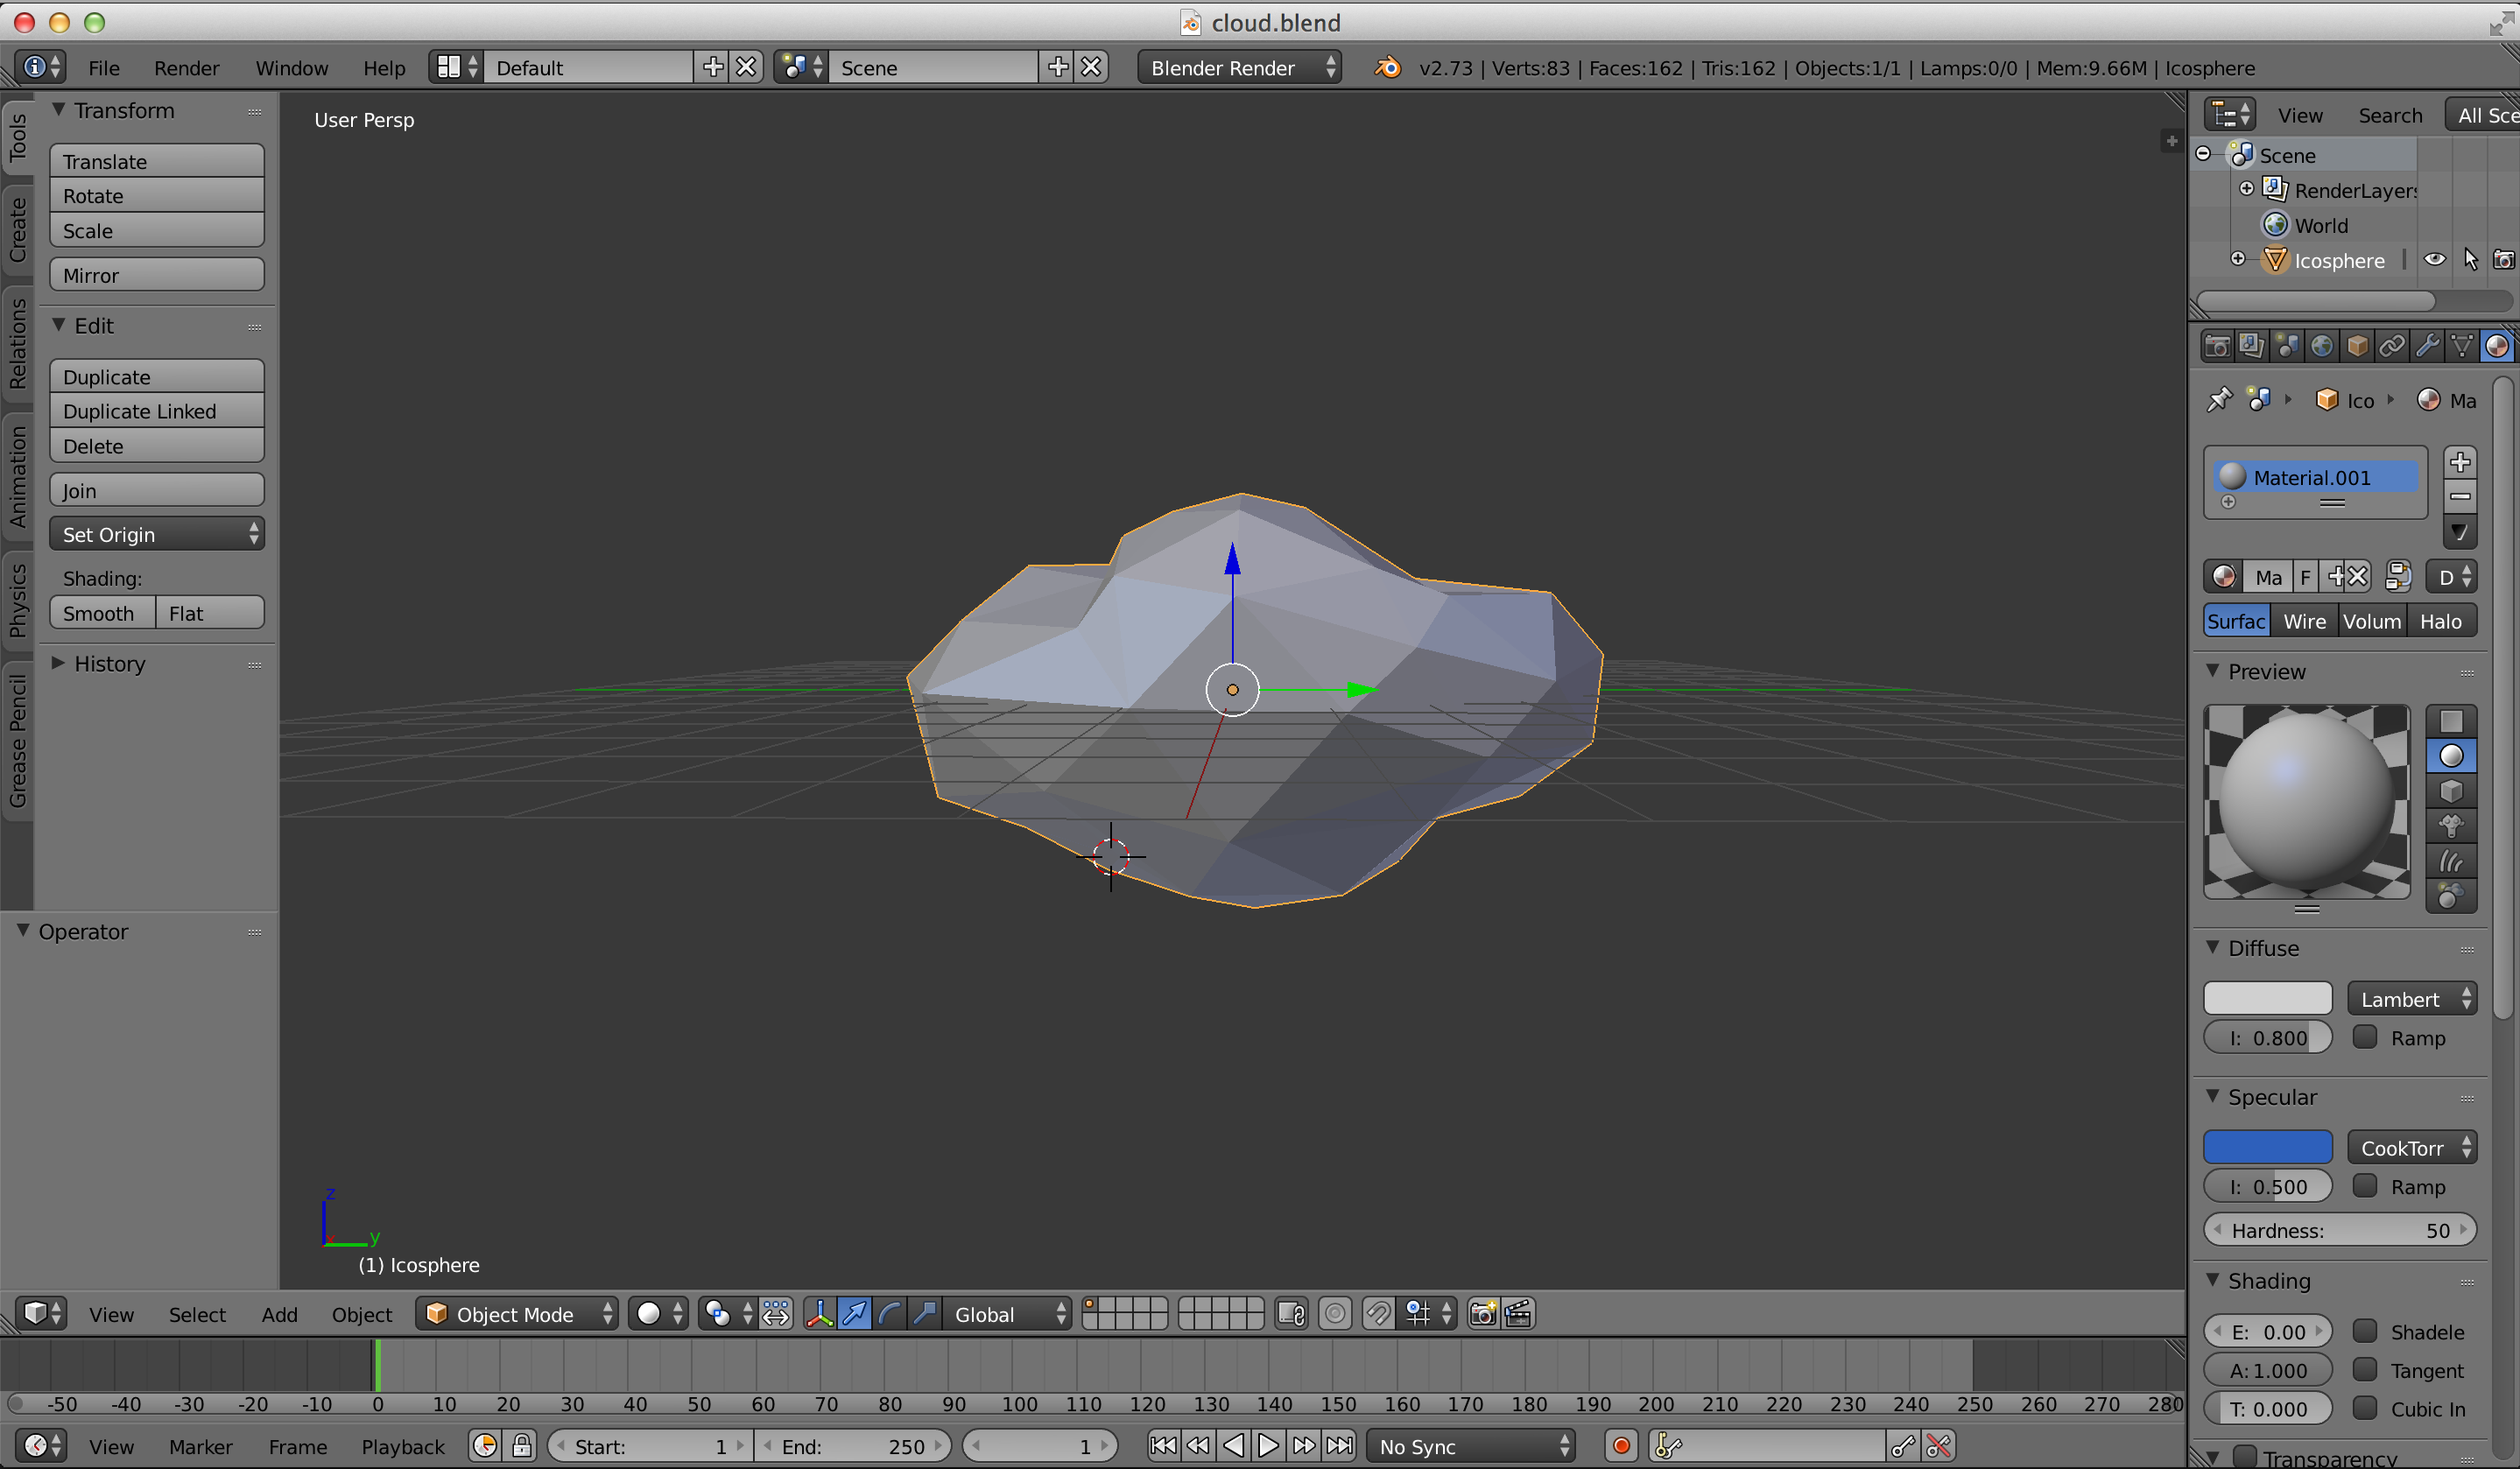 cloud.blend
File Render Window Help Default Scene Blender Render v2.73 | Verts:83 | Faces:162 | Tris:162 | Objects:1/1 | Lamps:0/0 | Mem:9.66M | Icosphere
Tools
Create
Relations
Animation
Physics
Grease Pencil
Transform
Translate
Rotate
Scale
Mirror
Edit
Duplicate
Duplicate Linked
Delete
Join
Set Origin
Shading:
Smooth Flat
History
Operator
User Persp
z
y
(1) Icosphere
View Search All Sce
Scene
RenderLayers
World
Icosphere
Ico Ma
Material.001
Ma F D
Surfac Wire Volum Halo
Preview
Diffuse
Lambert
I: 0.800 Ramp
Specular
CookTorr
I: 0.500 Ramp
Hardness: 50
Shading
E: 0.00 Shadele
A: 1.000 Tangent
T: 0.000 Cubic In
Transparency
View Select Add Object Object Mode Global
-50 -40 -30 -20 -10 0 10 20 30 40 50 60 70 80 90 100 110 120 130 140 150 160 170 180 190 200 210 220 230 240 250 260 270 280
View Marker Frame Playback Start: 1 End: 250 1 No Sync